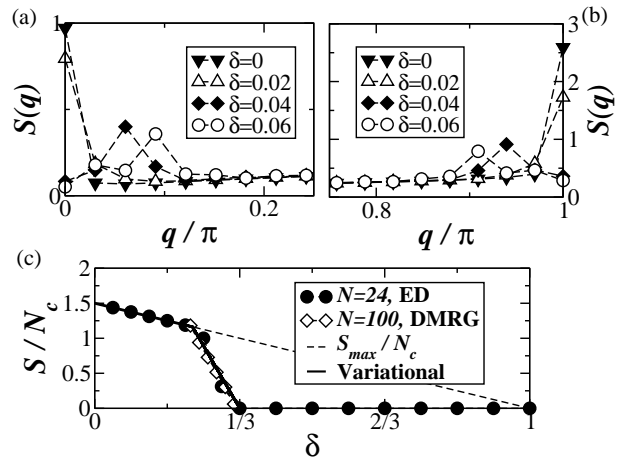 (a)
1
S(q)
0
0
0.2
q / π
δ=0
δ=0.02
δ=0.04
δ=0.06
(b)
3
2
1
0
S(q)
0.8
1
q / π
δ=0
δ=0.02
δ=0.04
δ=0.06
(c)
2
1.5
1
0.5
0
S / N_c
N=24, ED
N=100, DMRG
S_max / N_c
Variational
0
1/3
2/3
1
δ